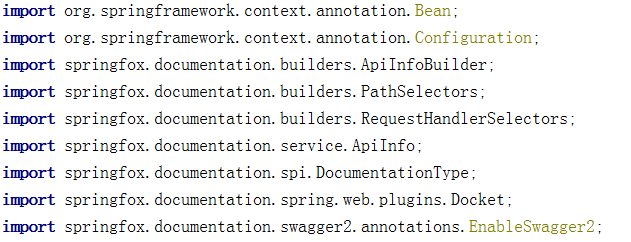 import org.springframework.context.annotation.Bean;
import org.springframework.context.annotation.Configuration;
import springfox.documentation.builders.ApiInfoBuilder;
import springfox.documentation.builders.PathSelectors;
import springfox.documentation.builders.RequestHandlerSelectors;
import springfox.documentation.service.ApiInfo;
import springfox.documentation.spi.DocumentationType;
import springfox.documentation.spring.web.plugins.Docket;
import springfox.documentation.swagger2.annotations.EnableSwagger2;